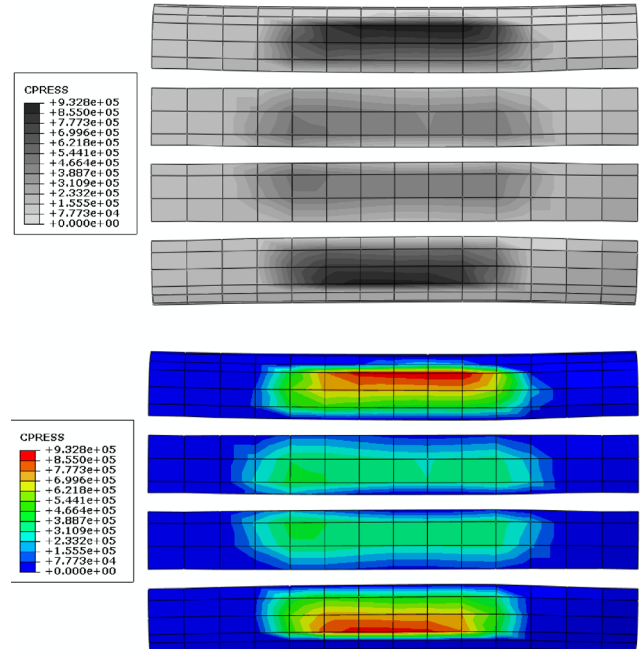 CPRESS
+9.328e+05
+8.550e+05
+7.773e+05
+6.996e+05
+6.218e+05
+5.441e+05
+4.664e+05
+3.887e+05
+3.109e+05
+2.332e+05
+1.555e+05
+7.773e+04
+0.000e+00
CPRESS
+9.328e+05
+8.550e+05
+7.773e+05
+6.996e+05
+6.218e+05
+5.441e+05
+4.664e+05
+3.887e+05
+3.109e+05
+2.332e+05
+1.555e+05
+7.773e+04
+0.000e+00